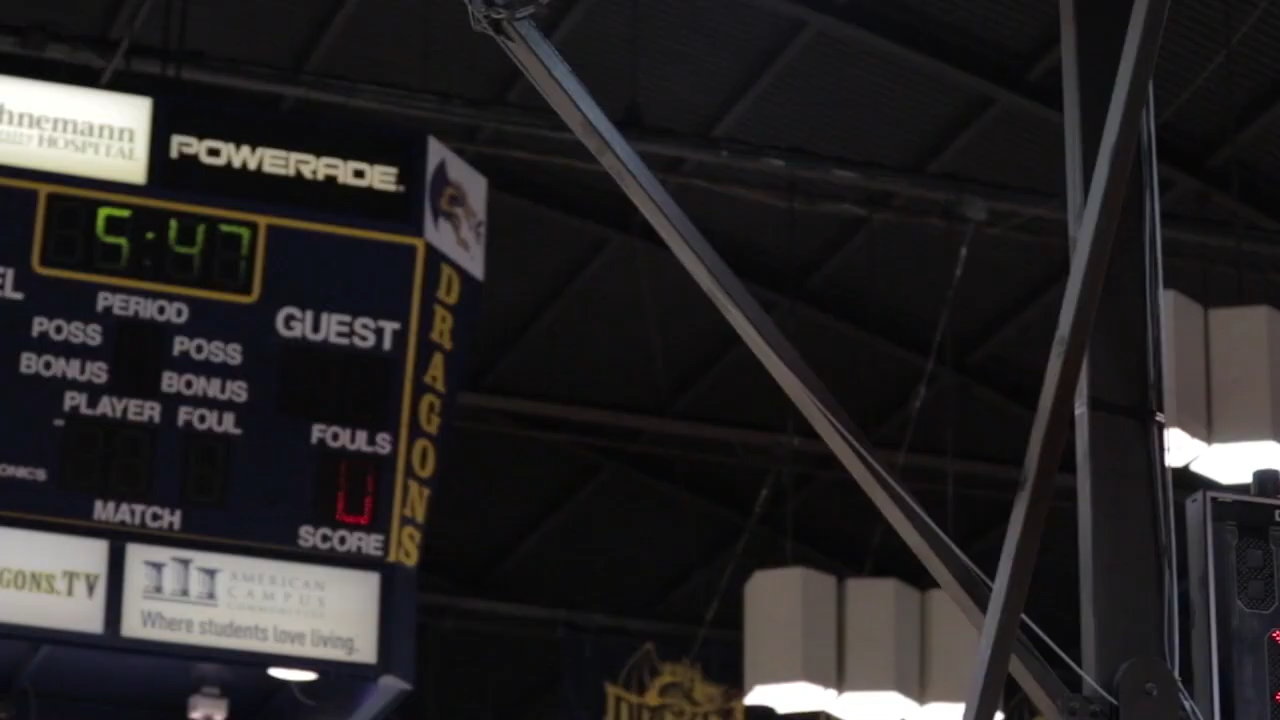 hnemann
HOSPITAL
POWERADE
5:47
PERIOD
GUEST
POSS
POSS
BONUS
BONUS
PLAYER FOUL
FOULS
ONICS
MATCH
SCORE
DRAGONS
GONS.TV
AMERICAN
CAMPUS
COMMUNITIES
Where students love living.